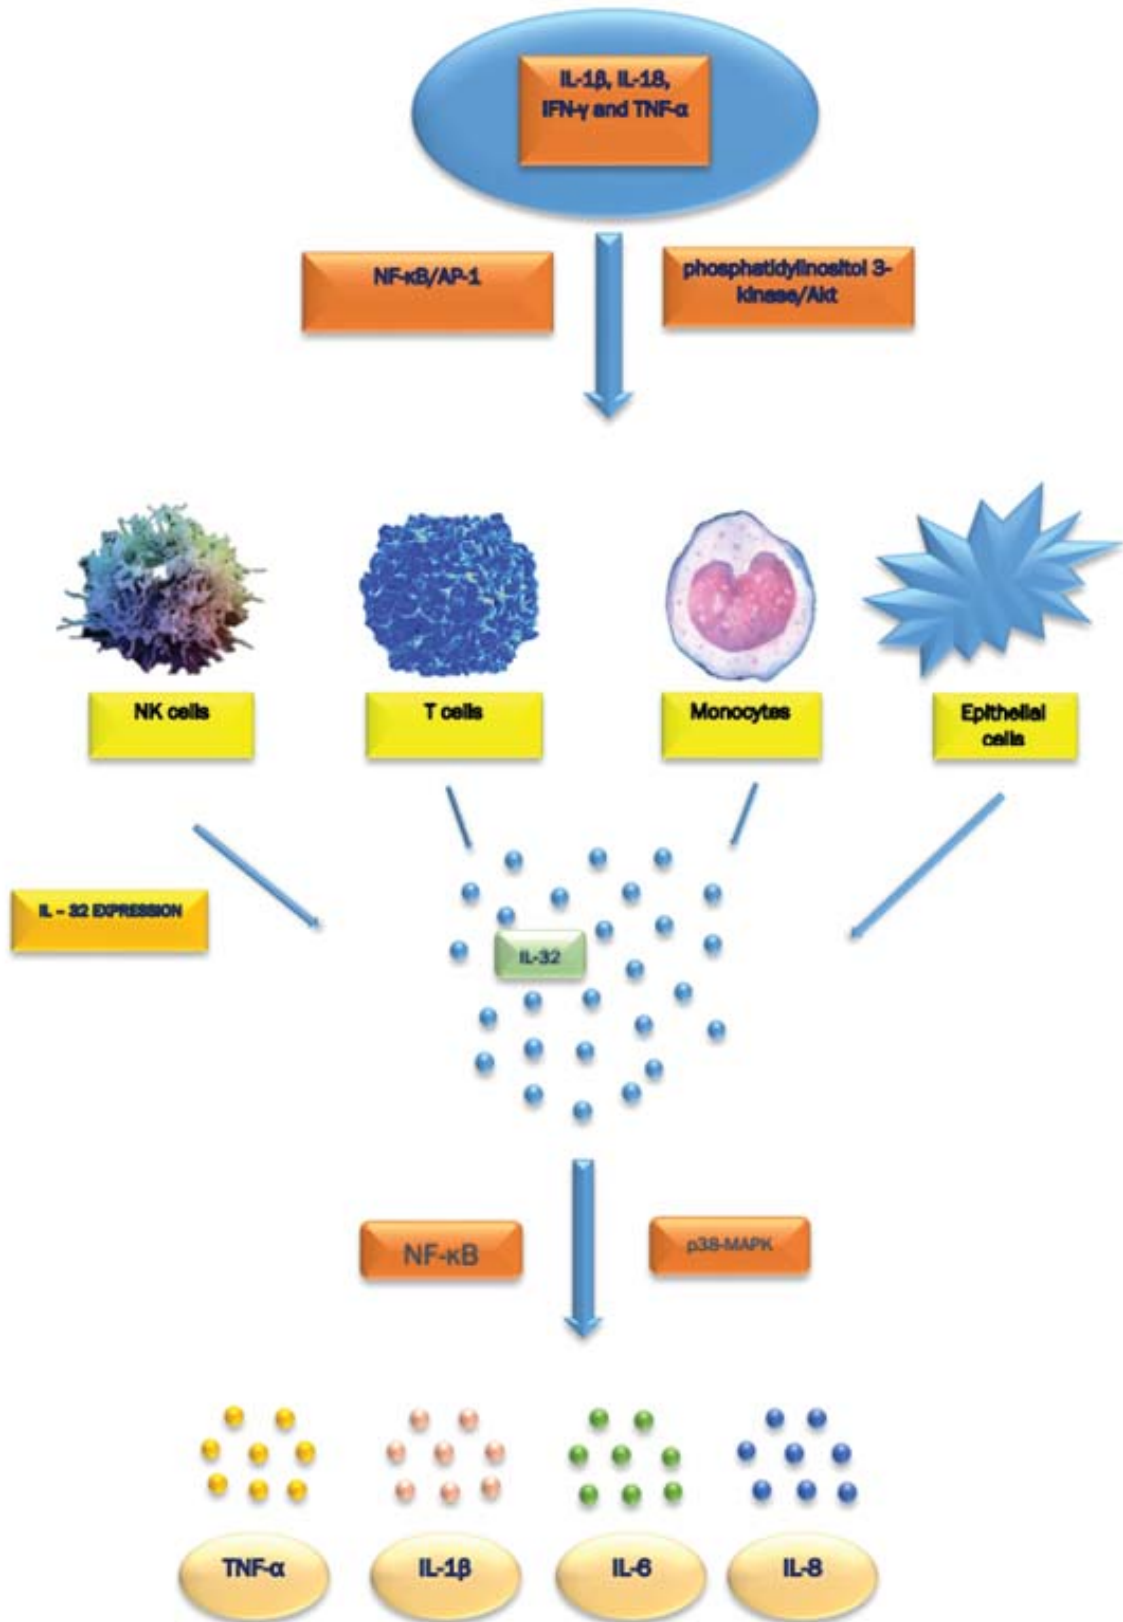 IL-1β, IL-18,
IFN-γ and TNF-α
NF-κB/AP-1
phosphatidylinositol 3-
kinase/Akt
NK cells
T cells
Monocytes
Epithelial
cells
IL – 32 EXPRESSION
IL-32
NF-κB
p38-MAPK
TNF-α
IL-1β
IL-6
IL-8